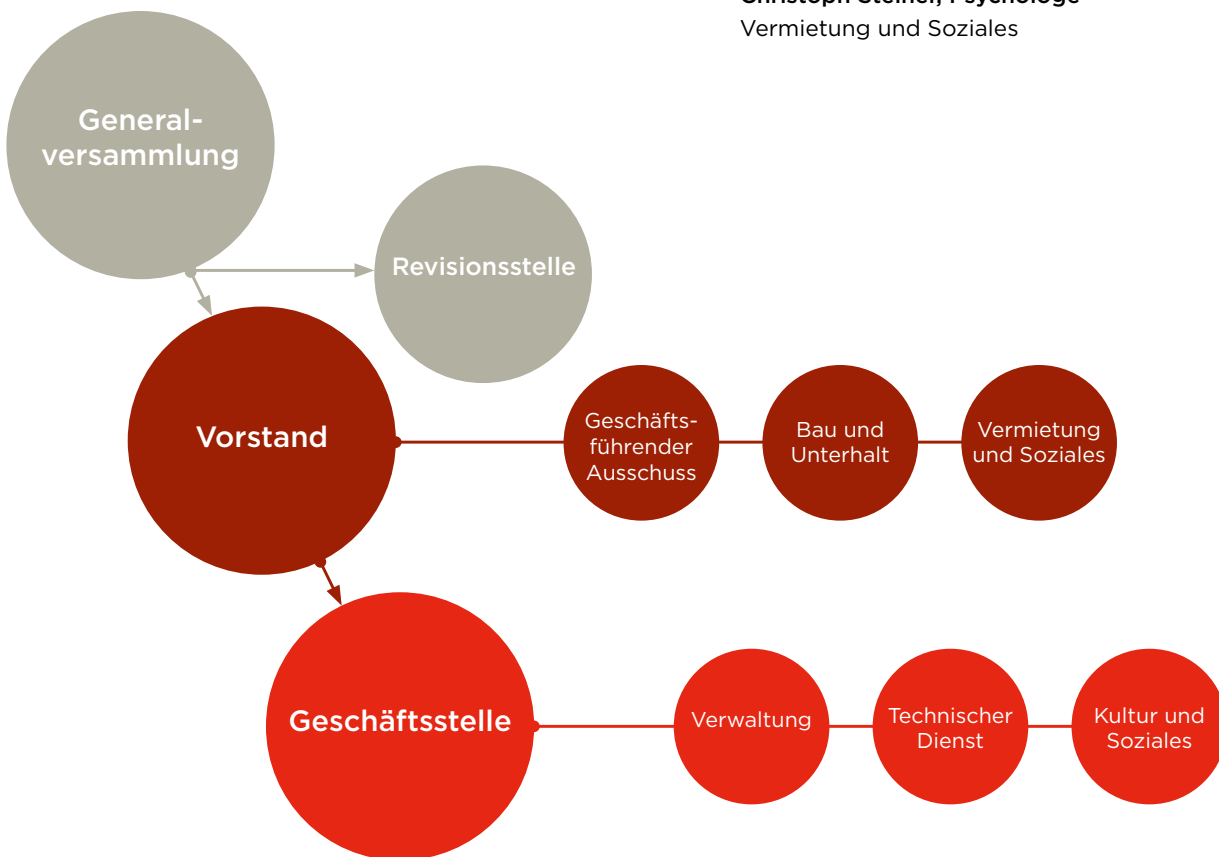 Vermietung und Soziales
General-
versammlung
Revisionsstelle
Vorstand
Geschäfts-
führender
Ausschuss
Bau und
Unterhalt
Vermietung
und Soziales
Geschäftsstelle
Verwaltung
Technischer
Dienst
Kultur und
Soziales